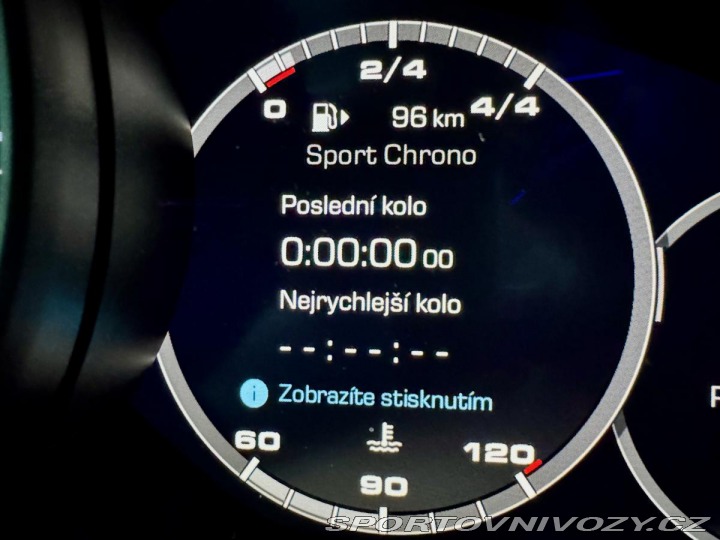 2/4
0
96 km
4/4
Sport Chrono
Poslední kolo
0:00:00 00
Nejrychlejší kolo
--:--:--
i Zobrazíte stisknutím
60
120
90
SPORTOVNIVOZY.CZ